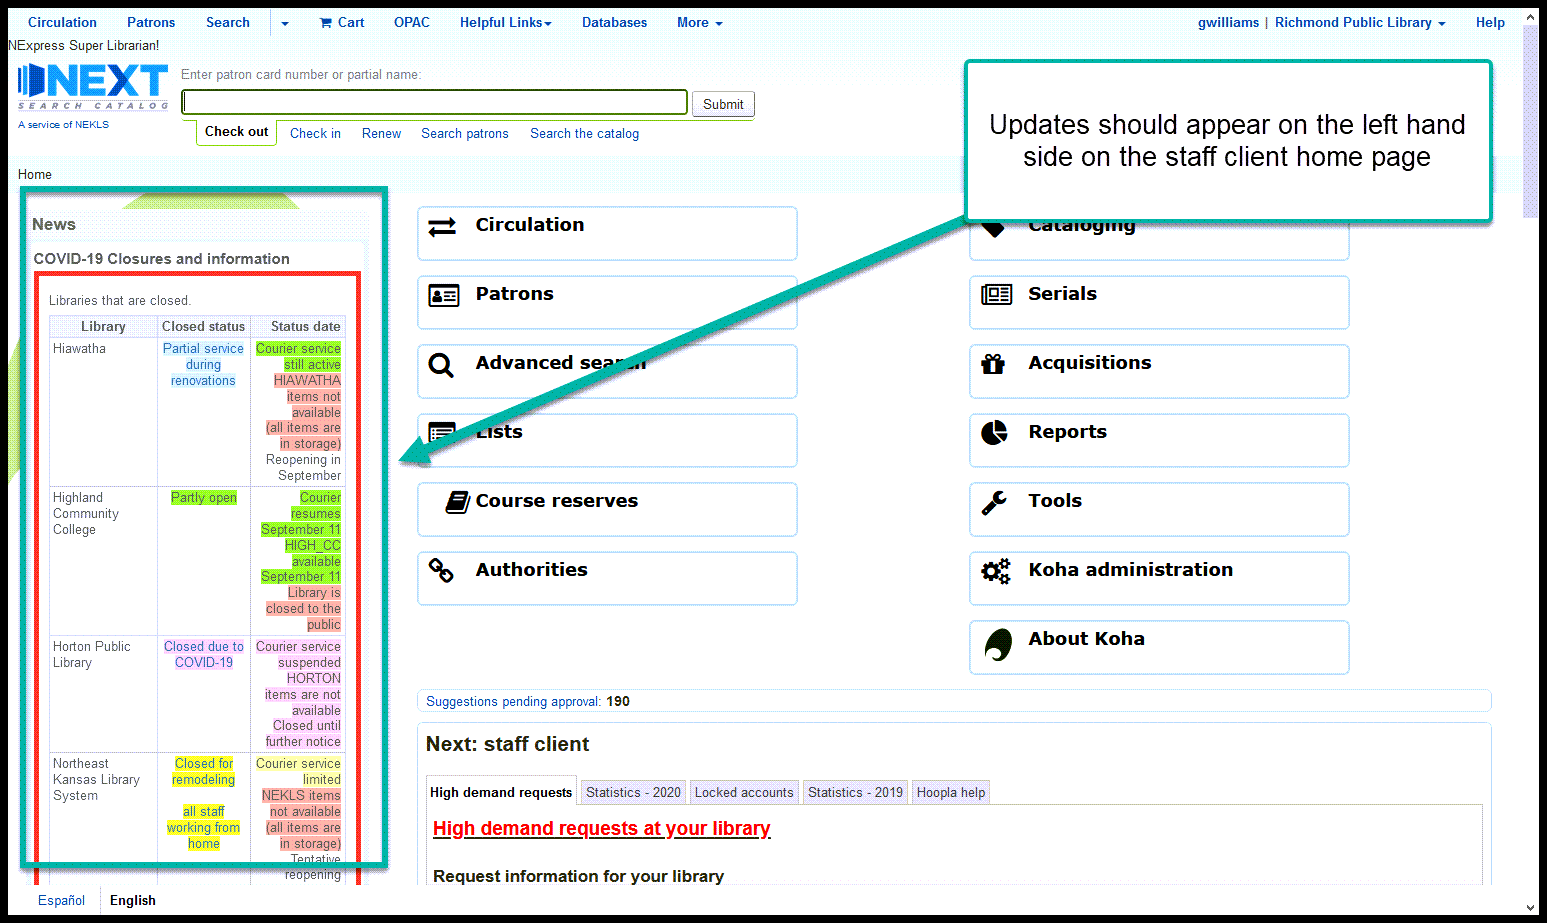 Circulation Patrons Search Cart OPAC Helpful Links Databases More gwilliams | Richmond Public Library Help
NExpress Super Librarian!
NEXT
SEARCH CATALOG
A service of NEKLS
Enter patron card number or partial name:
Submit
Check out Check in Renew Search patrons Search the catalog
Updates should appear on the left hand
side on the staff client home page
Home
News
COVID-19 Closures and information
Libraries that are closed.
Library Closed status Status date
Hiawatha
Partial service
during
renovations
Courier service
still active
HIAWATHA
items not
available
(all items are
in storage)
Reopening in
September
Highland
Community
College
Partly open
Courier
resumes
September 11
HIGH_CC
available
September 11
Library is
closed to the
public
Horton Public
Library
Closed due to
COVID-19
Courier service
suspended
HORTON
items are not
available
Closed until
further notice
Northeast
Kansas Library
System
Closed for
remodeling
all staff
working from
home
Courier service
limited
NEKLS items
not available
(all items are
in storage)
Tentative
reopening
Circulation
Patrons
Advanced search
Lists
Course reserves
Authorities
Cataloging
Serials
Acquisitions
Reports
Tools
Koha administration
About Koha
Suggestions pending approval: 190
Next: staff client
High demand requests Statistics - 2020 Locked accounts Statistics - 2019 Hoopla help
High demand requests at your library
Request information for your library
Español English